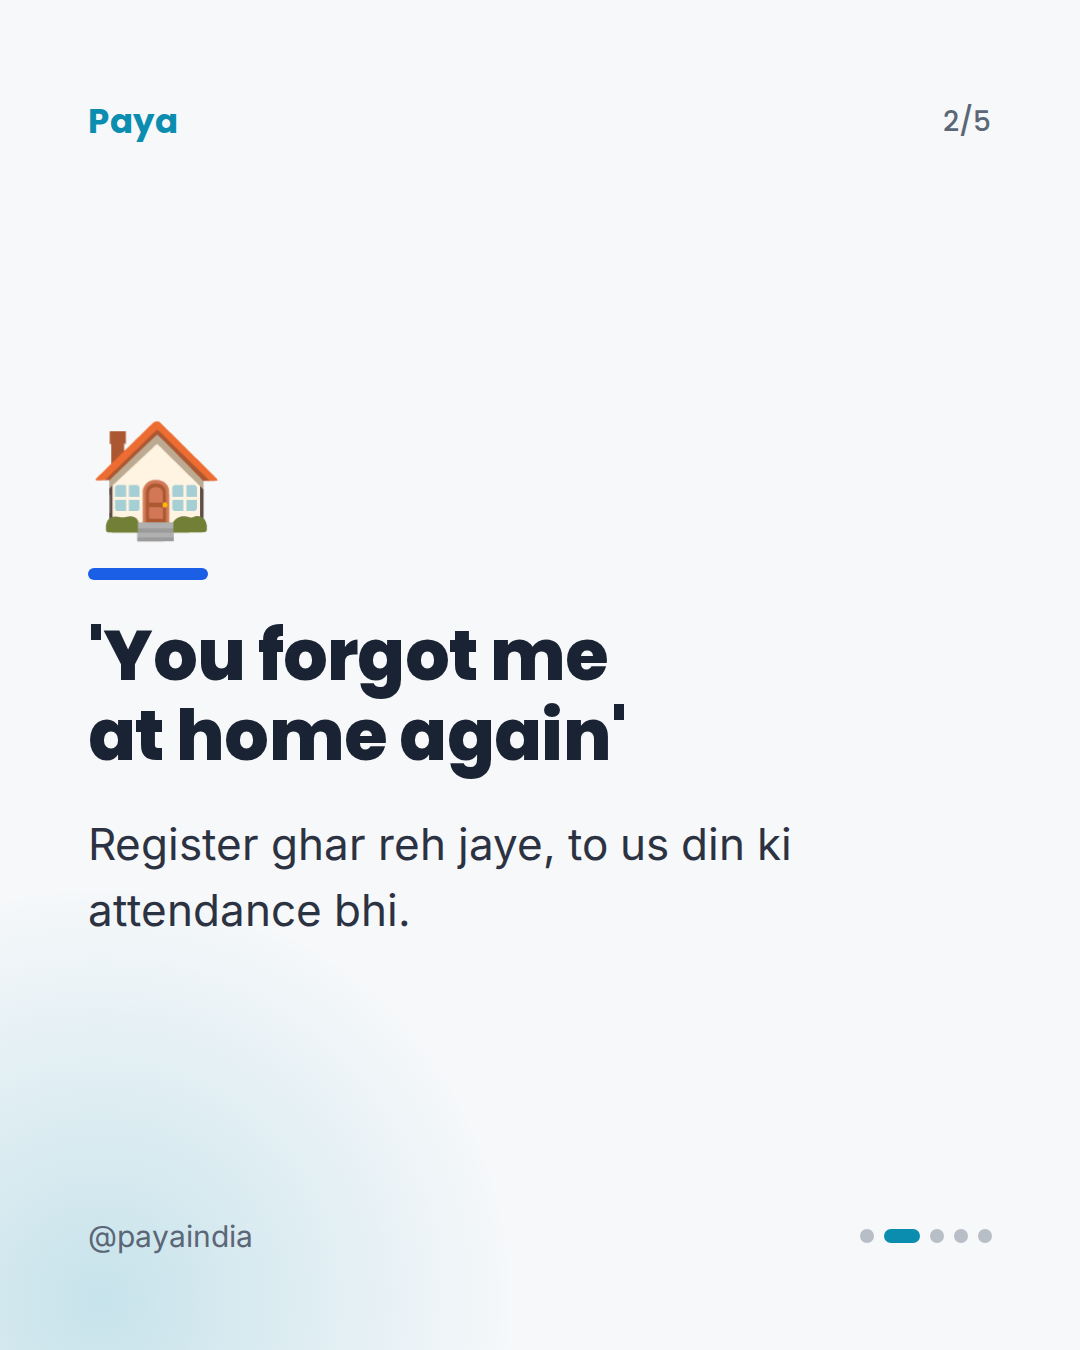 Paya
2/5
'You forgot me
at home again'
Register ghar reh jaye, to us din ki
attendance bhi.
@payaindia